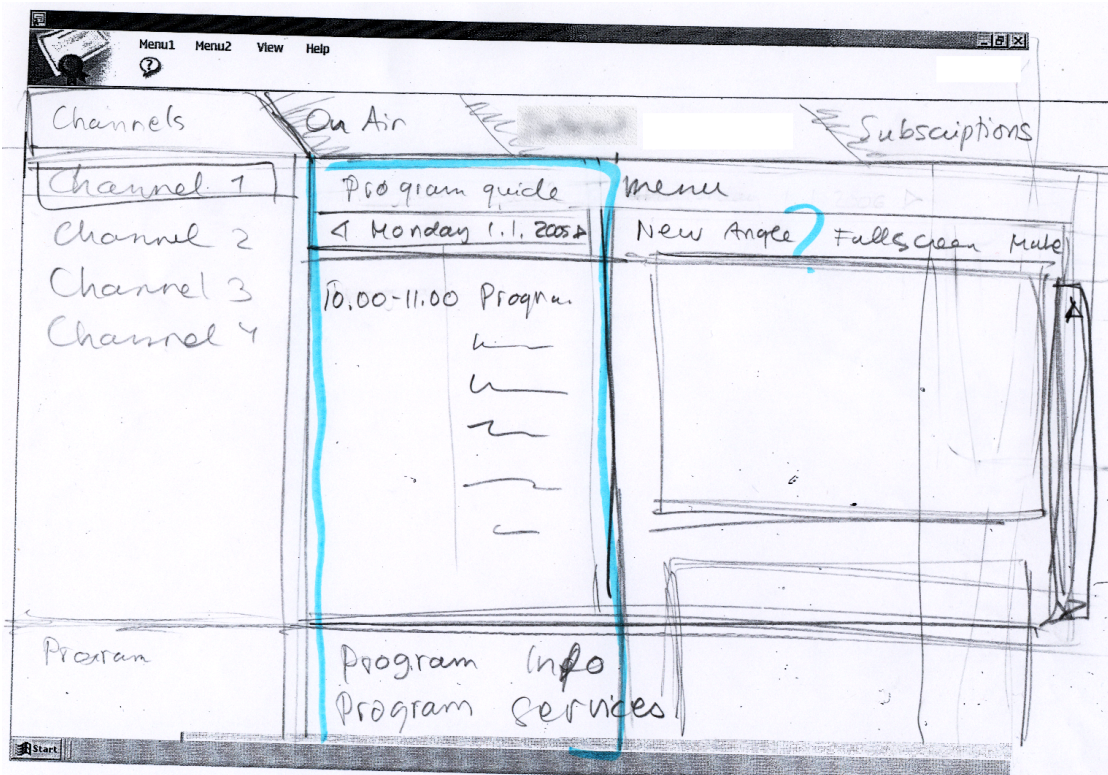 Menu1 Menu2 View Help
?
Channels On Air Subscriptions
Channel 1 Program guide menu
Channel 2 ◁ Monday 1.1. 2005 ▷ New Angle ? Fullscreen Mute
Channel 3 10.00-11.00 Program
Channel 4
Program Program Info
Program Services
Start